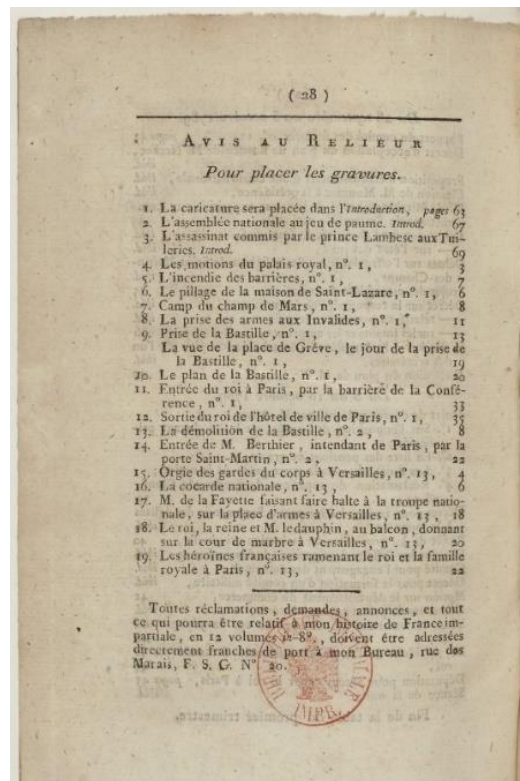 ( 28 )
AVIS AU RELIEUR
Pour placer les gravures.
1. La caricature sera placée dans l'Introduction, pages 63
2. L'assemblée nationale au jeu de paume. Introd. 67
3. L'assassinat commis par le prince Lambesc aux Tui-
leries. Introd. 69
4. Les motions du palais royal, n°. 1, 3
5. L'incendie des barrières, n°. 1, 7
6. Le pillage de la maison de Saint-Lazare, n°. 1, 6
7. Camp du champ de Mars, n°. 1, 8
8. La prise des armes aux Invalides, n°. 1, 11
9. Prise de la Bastille, n°. 1, 13
La vue de la place de Grève, le jour de la prise de
la Bastille, n°. 1, 19
10. Le plan de la Bastille, n°. 1, 20
11. Entrée du roi à Paris, par la barrière de la Confé-
rence, n°. 1, 33
12. Sortie du roi de l'hôtel de ville de Paris, n°. 1, 35
13. La démolition de la Bastille, n°. 2, 8
14. Entrée de M. Berthier, intendant de Paris, par la
porte Saint-Martin, n°. 2, 22
15. Orgie des gardes du corps à Versailles, n°. 13, 4
16. La cocarde nationale, n°. 13, 6
17. M. de la Fayette faisant faire halte à la troupe natio-
nale, sur la place d'armes à Versailles, n°. 13, 18
18. Le roi, la reine et M. le dauphin, au balcon, donnant
sur la cour de marbre à Versailles, n°. 13, 20
19. Les héroïnes françaises ramenant le roi et la famille
royale à Paris, n°. 13, 22
Toutes réclamations, demandes, annonces, et tout
ce qui pourra être relatif à mon histoire de France im-
partiale, en 12 volumes in-8°, doivent être adressées
directement franches de port à mon Bureau, rue des
Marais, F. S. G. N° 20.
IMPR.